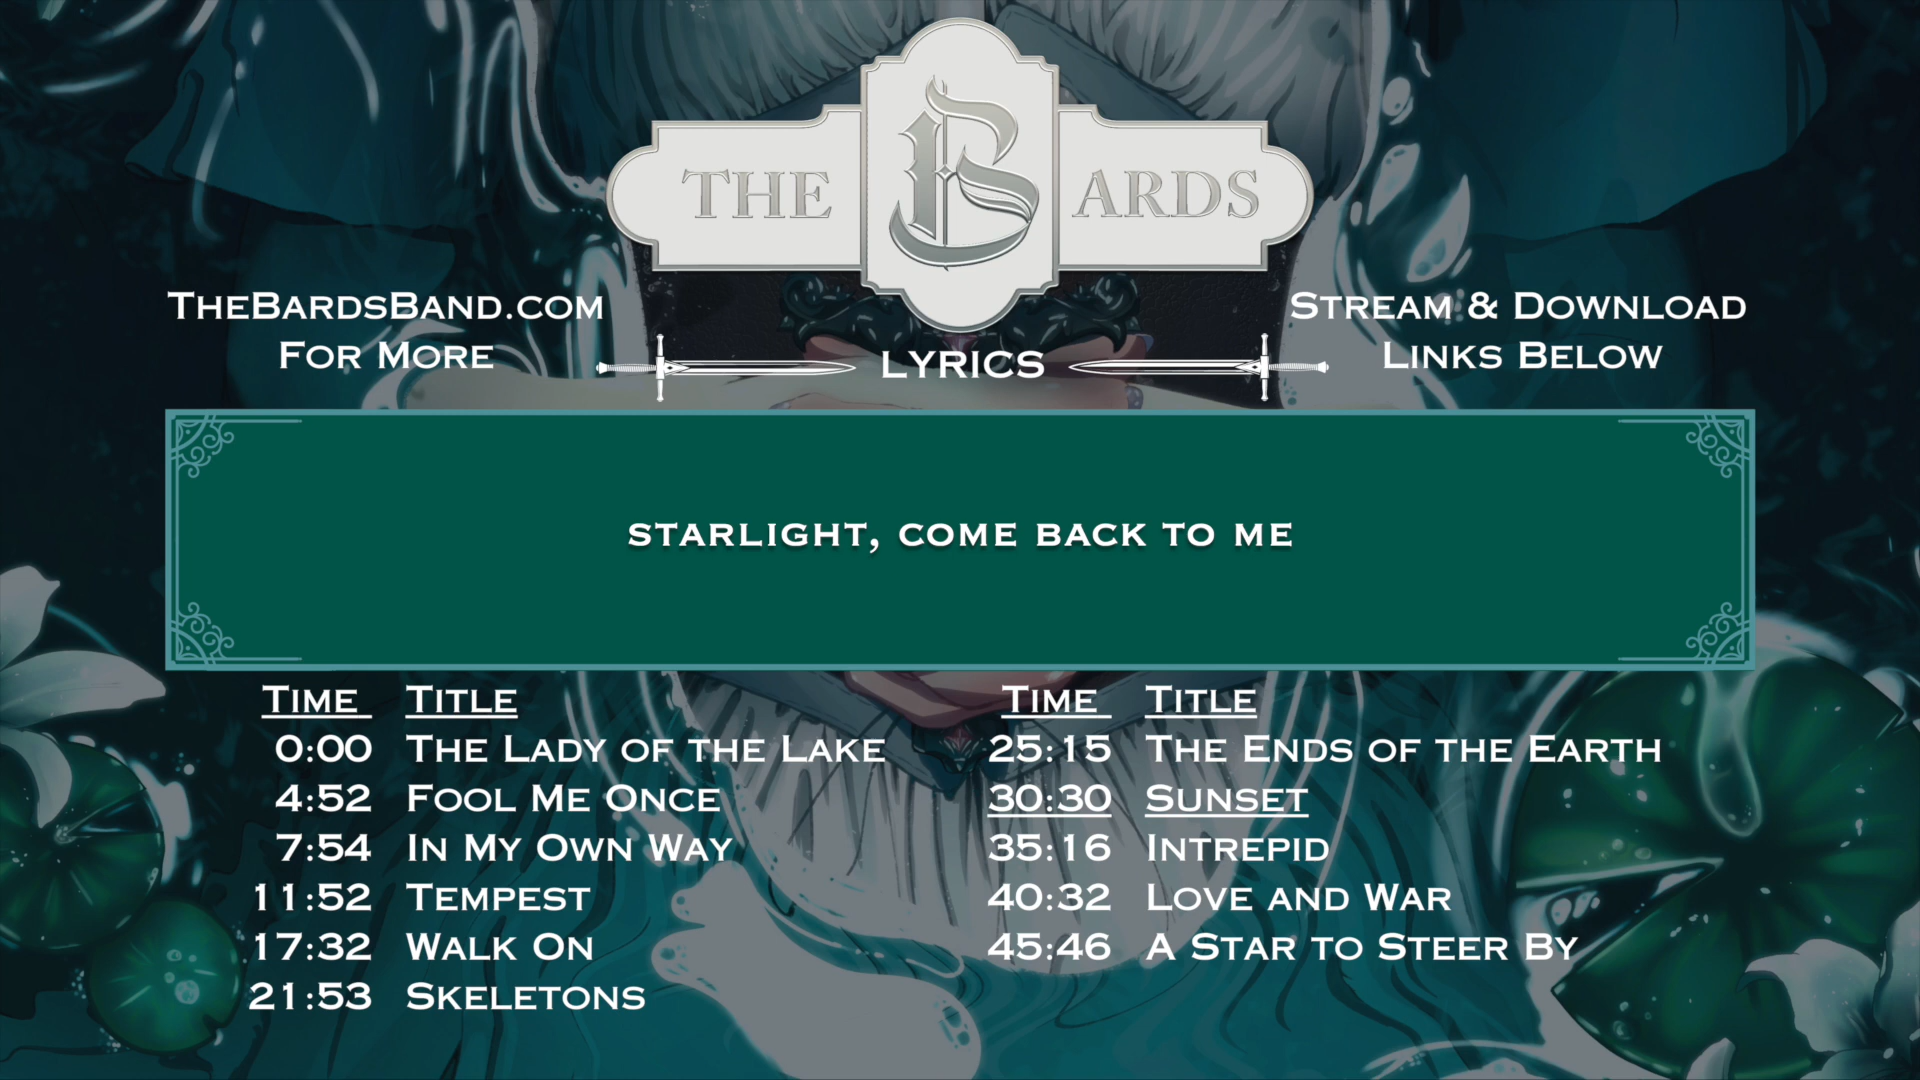 THE BARDS
THEBARDSBAND.COM
FOR MORE
STREAM & DOWNLOAD
LINKS BELOW
LYRICS
STARLIGHT, COME BACK TO ME
TIME TITLE
0:00 THE LADY OF THE LAKE
4:52 FOOL ME ONCE
7:54 IN MY OWN WAY
11:52 TEMPEST
17:32 WALK ON
21:53 SKELETONS
TIME TITLE
25:15 THE ENDS OF THE EARTH
30:30 SUNSET
35:16 INTREPID
40:32 LOVE AND WAR
45:46 A STAR TO STEER BY